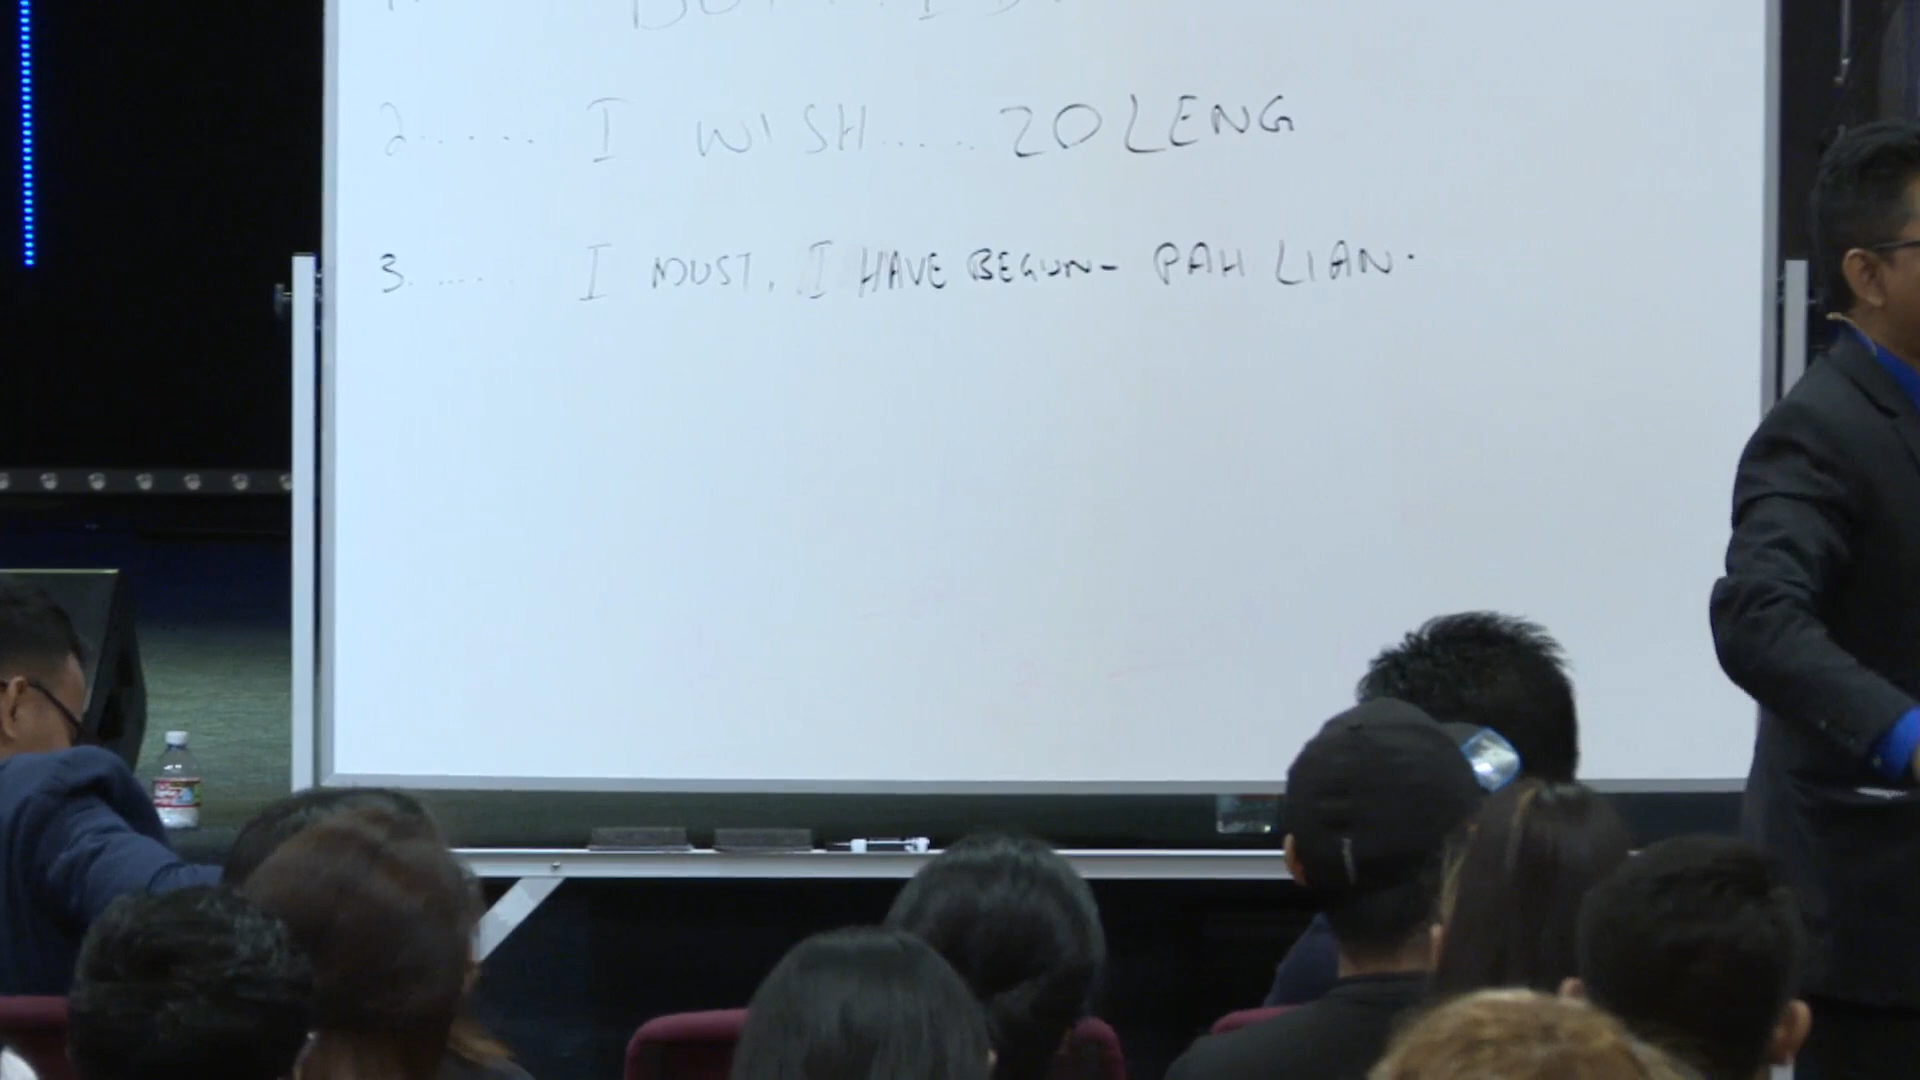 2...... I WISH..... ZOLENG
3...... I MUST. I HAVE BEGUN- PAH LIAN.